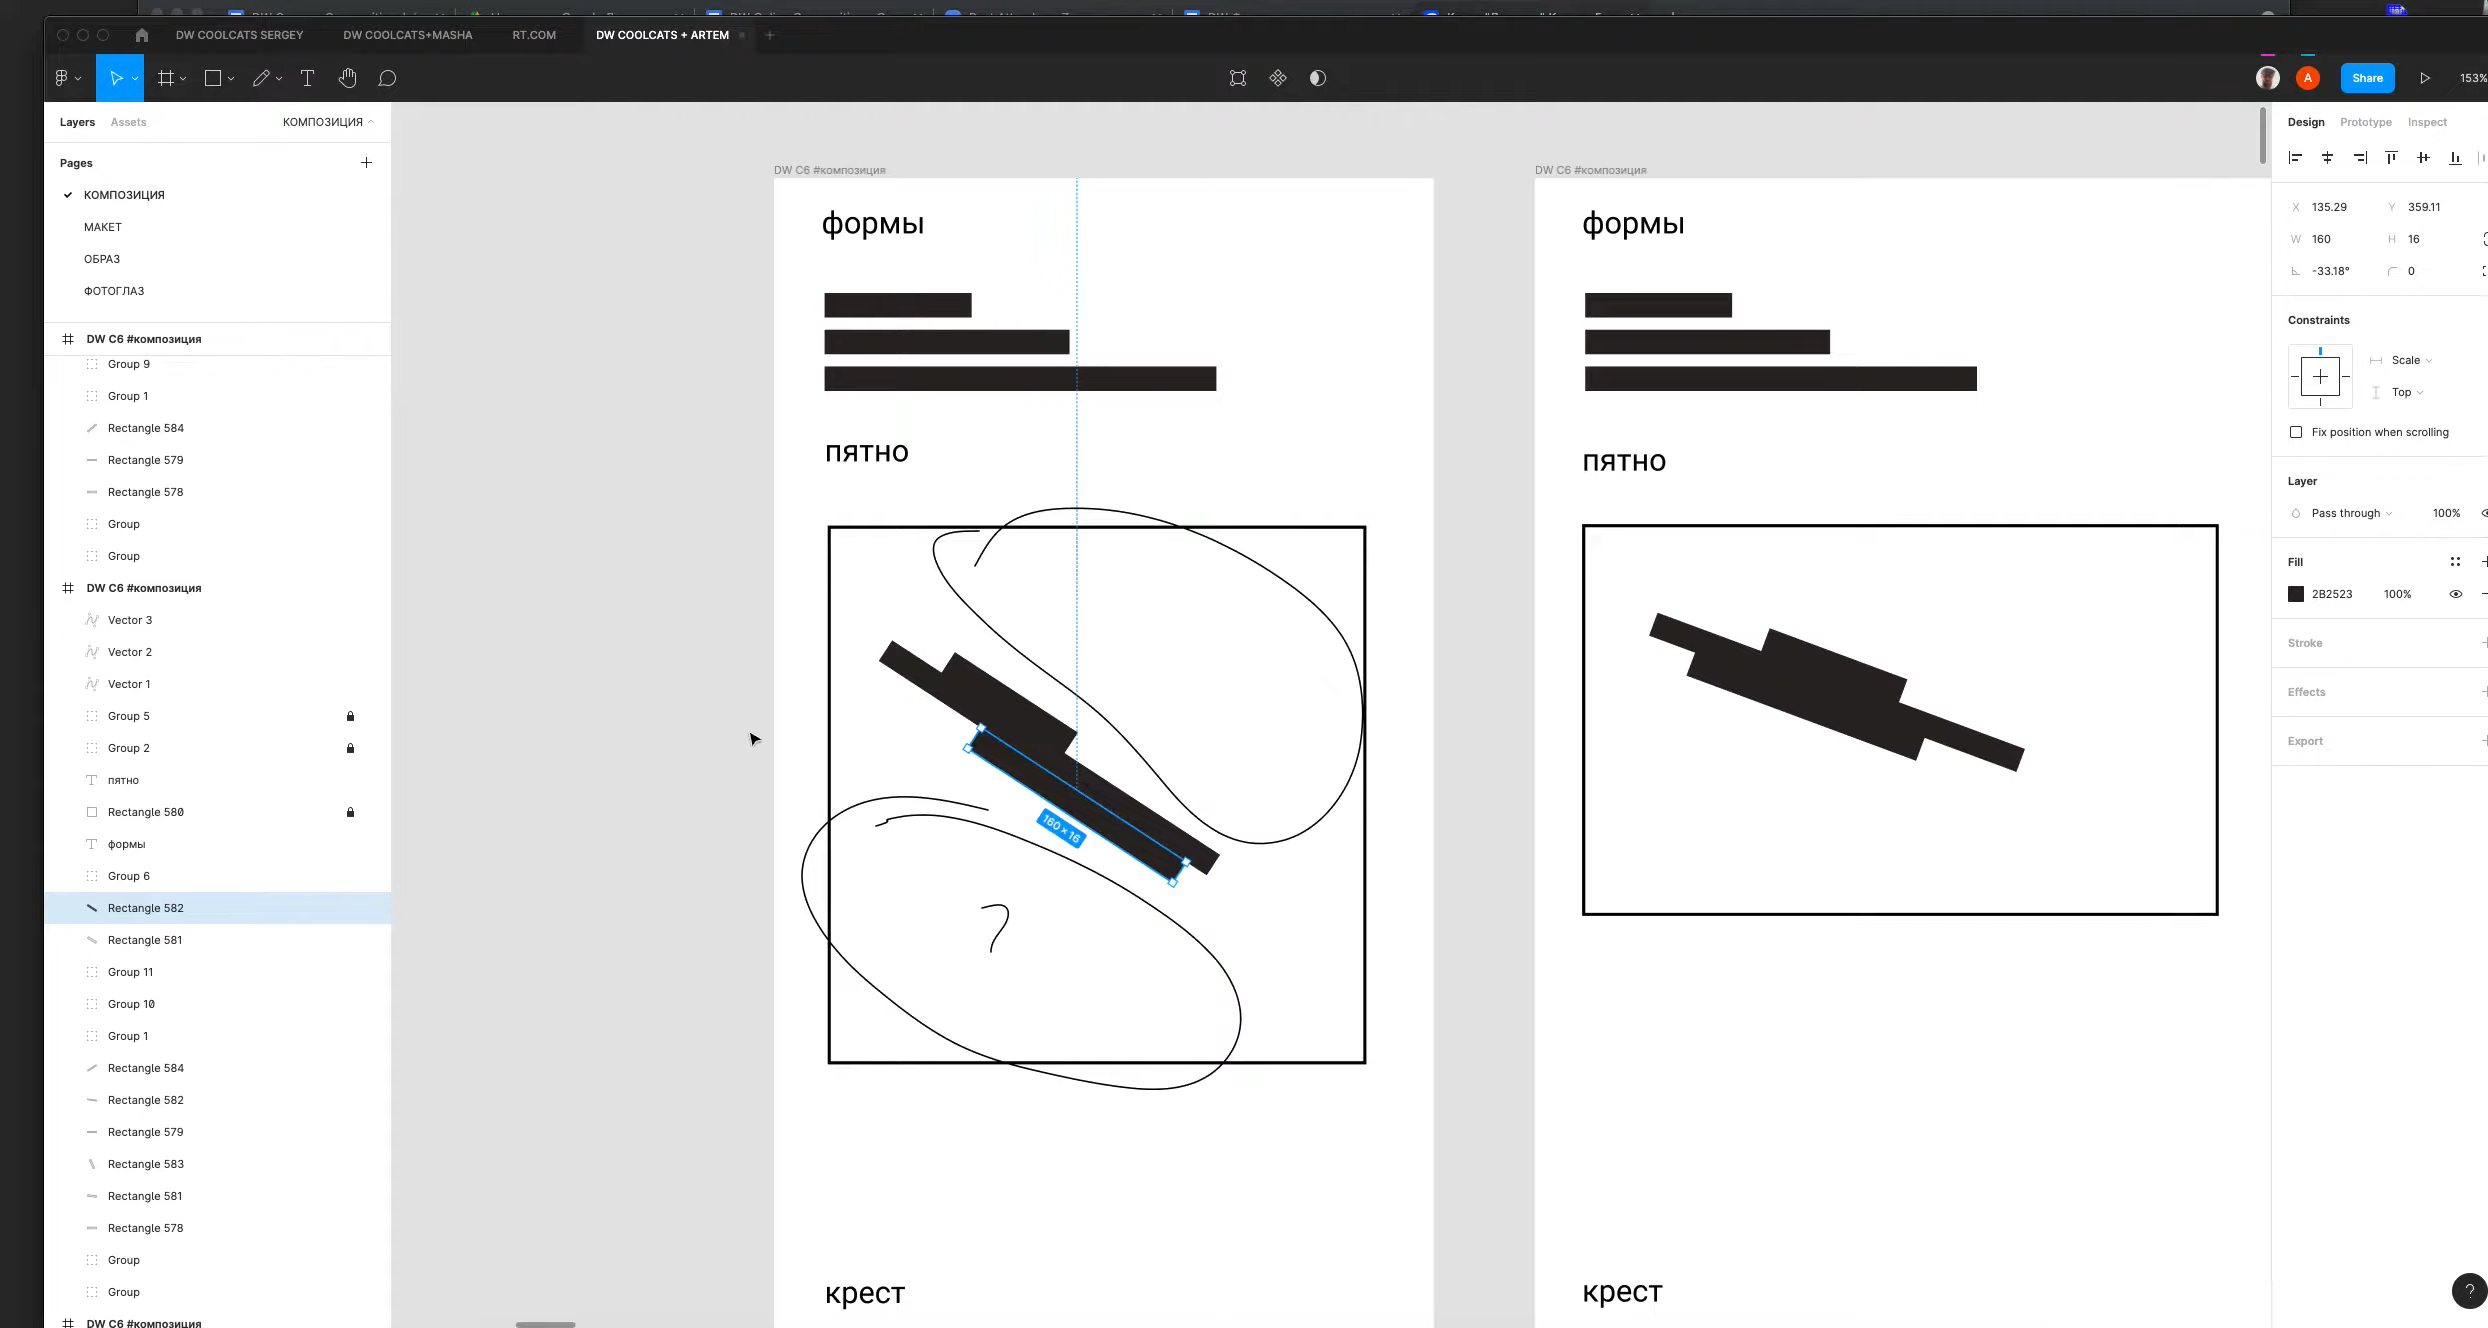 DW COOLCATS SERGEY
DW COOLCATS+MASHA
RT.COM
DW COOLCATS + ARTEM
A
Share
153%
Layers
Assets
КОМПОЗИЦИЯ
Pages
КОМПОЗИЦИЯ
МАКЕТ
ОБРАЗ
ФОТОГЛАЗ
DW C6 #композиция
Group 9
Group 1
Rectangle 584
Rectangle 579
Rectangle 578
Group
Group
DW C6 #композиция
Vector 3
Vector 2
Vector 1
Group 5
Group 2
пятно
Rectangle 580
формы
Group 6
Rectangle 582
Rectangle 581
Group 11
Group 10
Group 1
Rectangle 584
Rectangle 582
Rectangle 579
Rectangle 583
Rectangle 581
Rectangle 578
Group
Group
DW C6 #композиция
DW C6 #композиция
формы
пятно
160 × 16
?
крест
DW C6 #композиция
формы
пятно
крест
Design
Prototype
Inspect
X 135.29 Y 359.11
W 160 H 16
-33.18° 0
Constraints
Scale
Top
Fix position when scrolling
Layer
Pass through 100%
Fill
2B2523 100%
Stroke
Effects
Export
?